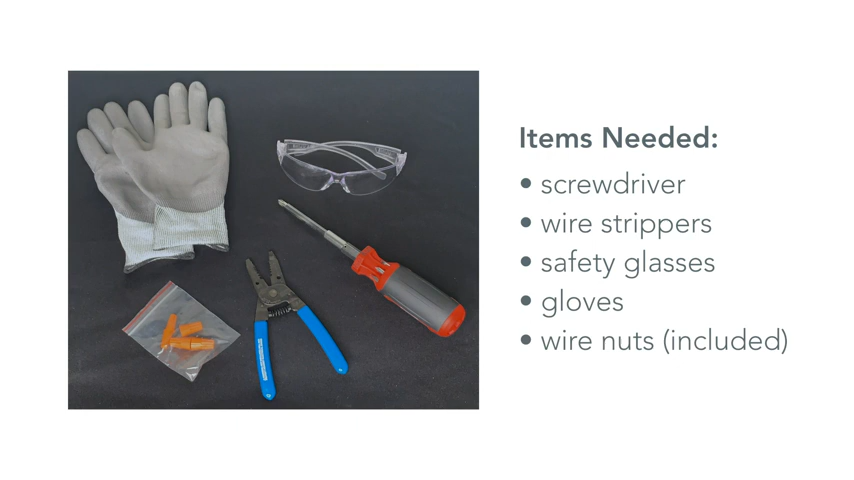 Items Needed:
• screwdriver
• wire strippers
• safety glasses
• gloves
• wire nuts (included)